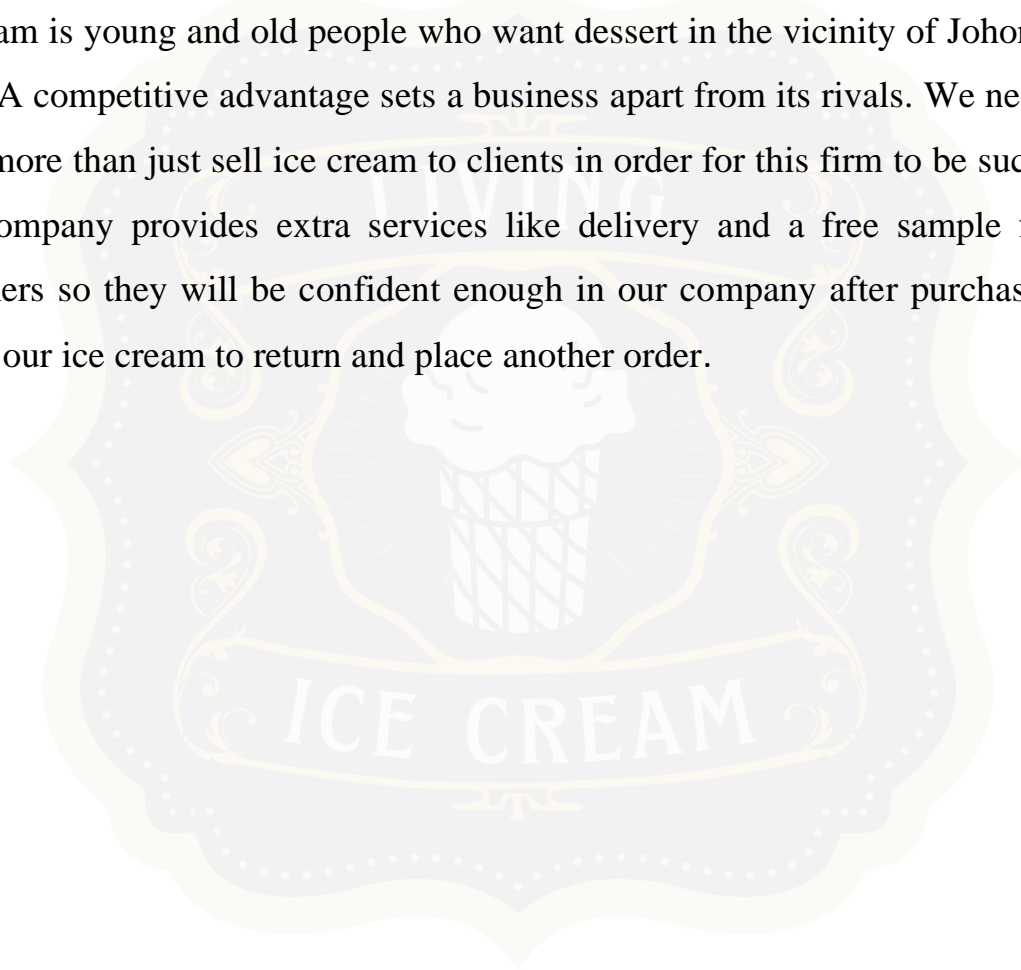 am is young and old people who want dessert in the vicinity of Johor
A competitive advantage sets a business apart from its rivals. We ne
more than just sell ice cream to clients in order for this firm to be suc
ompany provides extra services like delivery and a free sample
ers so they will be confident enough in our company after purchas
our ice cream to return and place another order.
LIVING
ICE CREAM